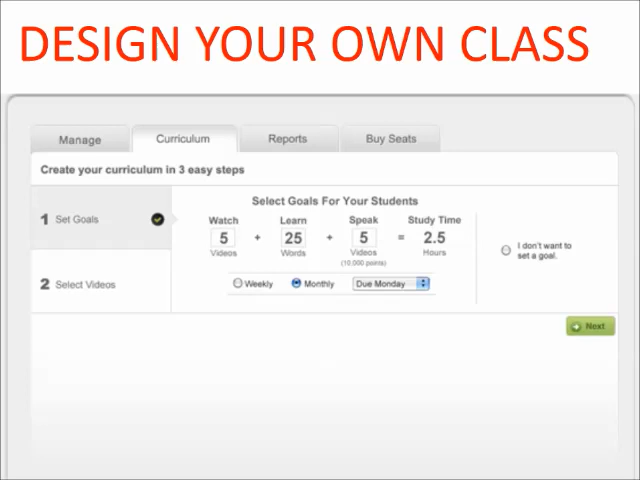 DESIGN YOUR OWN CLASS
Manage Curriculum Reports Buy Seats
Create your curriculum in 3 easy steps
1 Set Goals
2 Select Videos
Select Goals For Your Students
Watch Learn Speak Study Time
5 + 25 + 5 = 2.5
Videos Words Videos Hours
(10,000 points)
Weekly Monthly Due Monday
I don't want to
set a goal.
Next